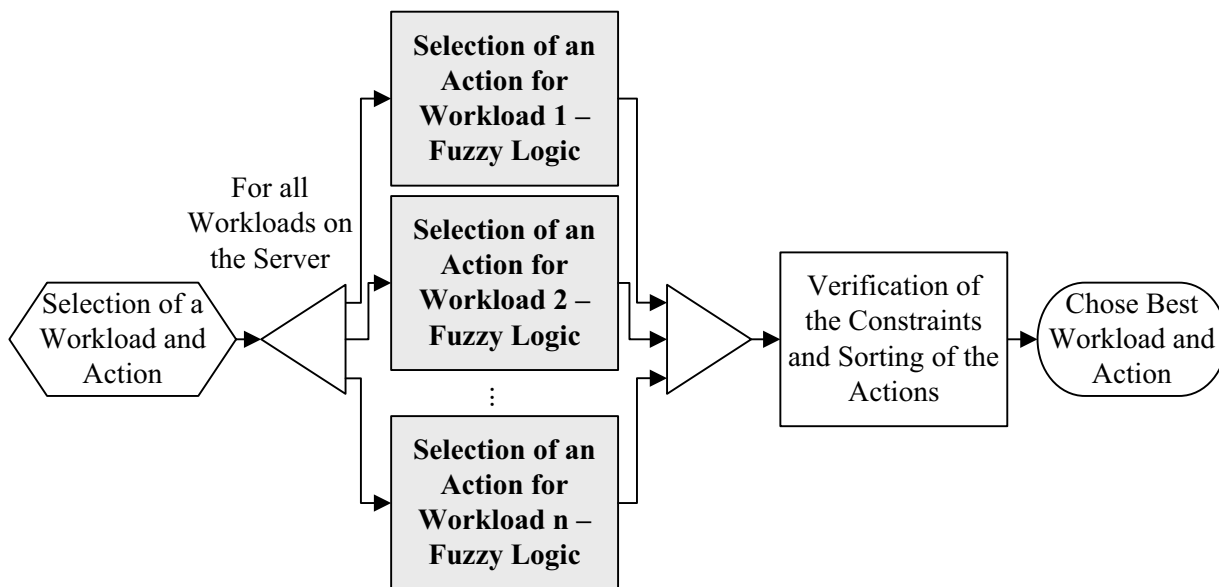 Selection of a
Workload and
Action
For all
Workloads on
the Server
Selection of an
Action for
Workload 1 –
Fuzzy Logic
Selection of an
Action for
Workload 2 –
Fuzzy Logic
...
Selection of an
Action for
Workload n –
Fuzzy Logic
Verification of
the Constraints
and Sorting of the
Actions
Chose Best
Workload and
Action